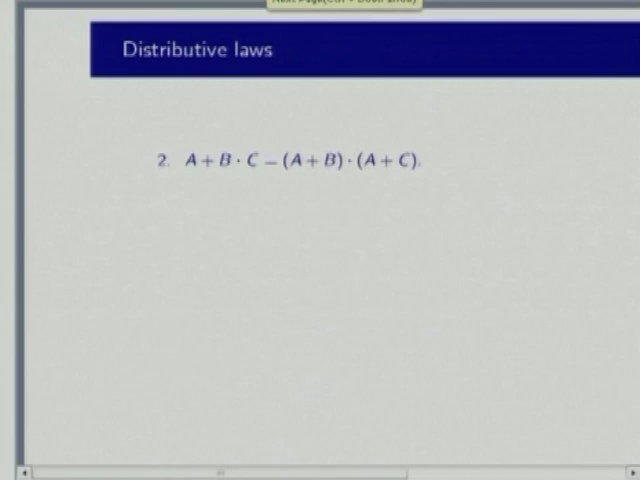 Distributive laws
2. A + B · C = (A + B) · (A + C).